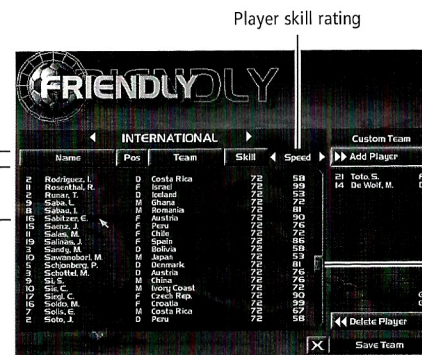 Player skill rating
FRIENDLY
INTERNATIONAL
Custom Team
Name Pos Team Skill Speed Add Player
2 Rodriguez, I. D Costa Rica 72 58
11 Rosenthal, R. F Israel 72 99
2 Runar, T. D Iceland 72 53
9 Saba, L. M Ghana 72 72
8 Sabau, I. M Romania 72 81
16 Sabitzer, E. F Austria 72 90
15 Saenz, J. F Peru 72 76
11 Salas, M. F Chile 72 72
19 Salinas, J. F Spain 72 86
3 Sandy, M. D Bolivia 72 58
10 Sawanobori, M. M Japan 72 53
5 Schjonberg, P. D Denmark 72 81
3 Schottel, M. D Austria 72 76
9 Si, S. M China 72 76
10 Sie, C. M Ivory Coast 72 72
17 Siegl, C. F Czech Rep. 72 90
16 Soldo, M. F Croatia 72 99
7 Solis, E. M Costa Rica 72 67
2 Soto, J. D Peru 72 58
21 Toto, S.
14 De Wolf, M.
Delete Player
Save Team